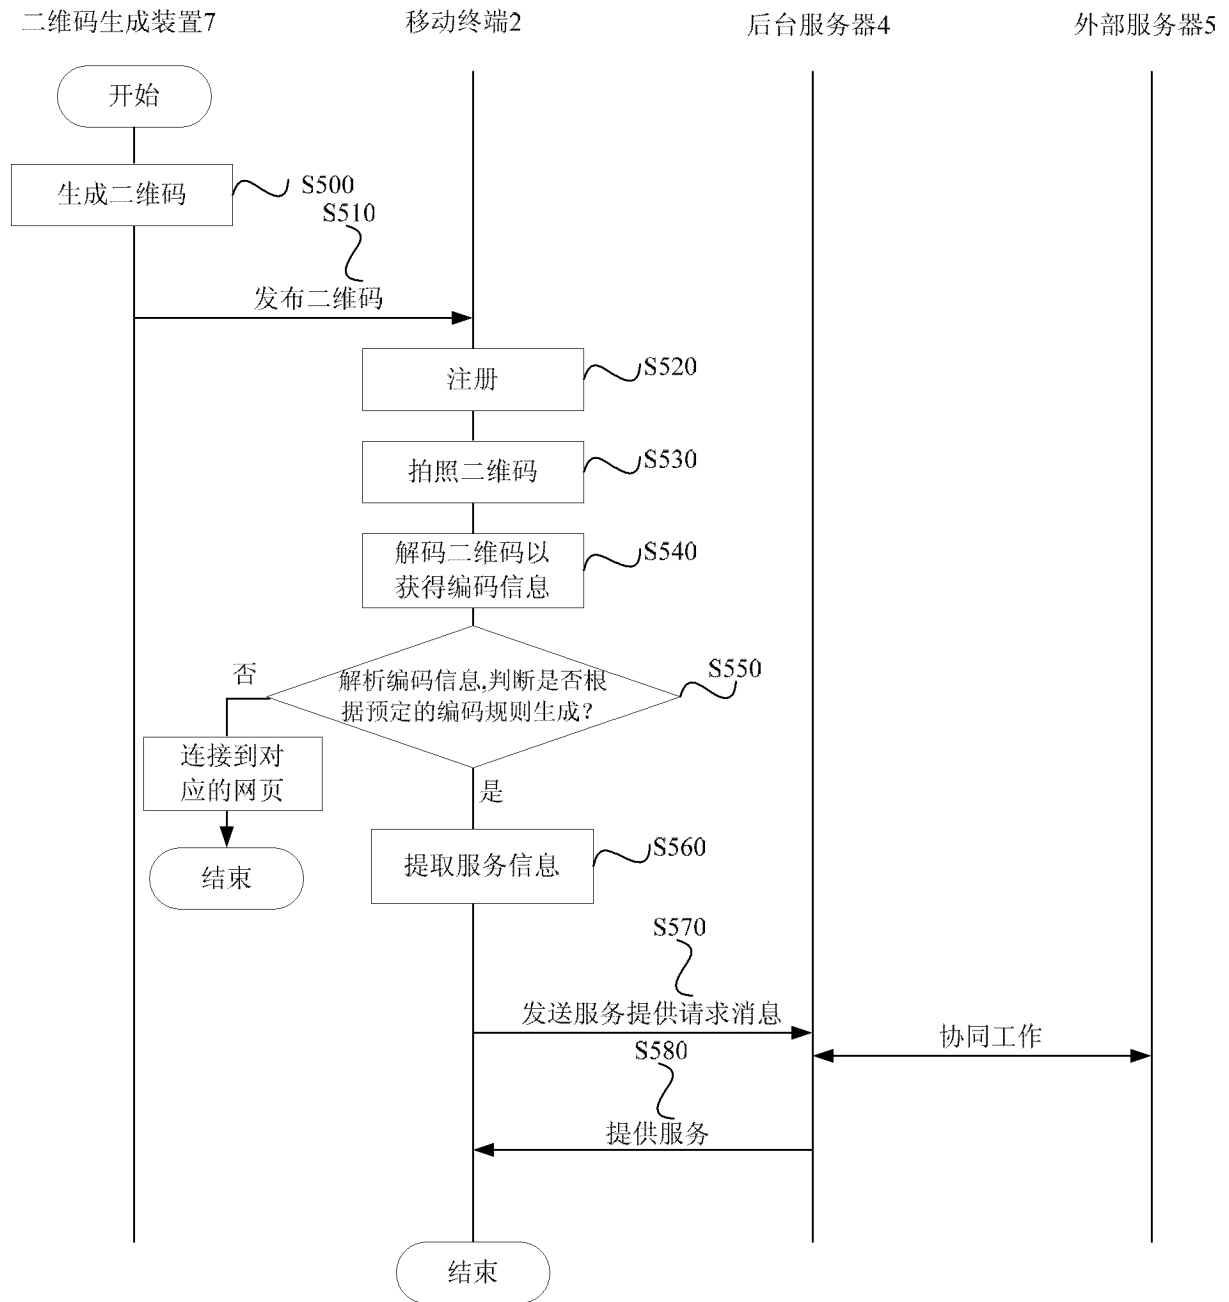 二维码生成装置7
移动终端2
后台服务器4
外部服务器5
开始
生成二维码
S500
S510
发布二维码
注册
S520
拍照二维码
S530
解码二维码以
获得编码信息
S540
否
解析编码信息,判断是否根
据预定的编码规则生成?
S550
连接到对
应的网页
是
结束
提取服务信息
S560
S570
发送服务提供请求消息
协同工作
S580
提供服务
结束